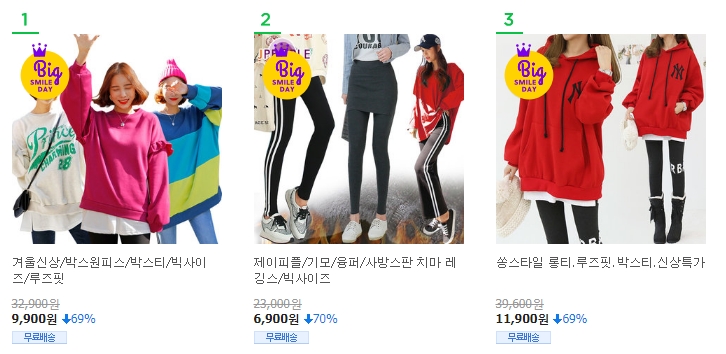 1
Big
SMILE
DAY
Prince
CHARMING
28
겨울신상/박스원피스/박스티/빅사이
즈/루즈핏
32,900원
9,900원 69%
무료배송
2
Big
SMILE
DAY
제이피플/기모/융퍼/사방스판 치마 레
깅스/빅사이즈
23,000원
6,900원 70%
무료배송
3
Big
SMILE
DAY
NY
NY
쏭스타일 롱티.루즈핏.박스티.신상특가
39,600원
11,900원 69%
무료배송